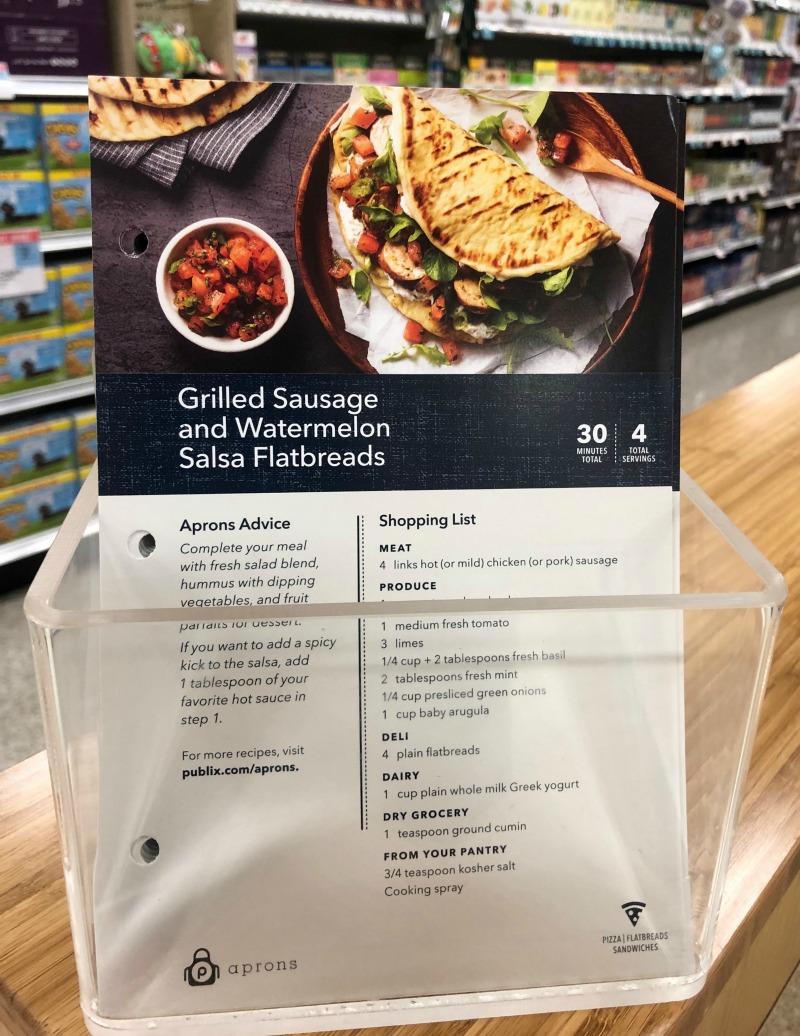 Grilled Sausage
and Watermelon
Salsa Flatbreads
30
MINUTES
TOTAL
4
TOTAL
SERVINGS
Aprons Advice
Complete your meal
with fresh salad blend,
hummus with dipping
vegetables, and fruit
parfaits for dessert.
If you want to add a spicy
kick to the salsa, add
1 tablespoon of your
favorite hot sauce in
step 1.
For more recipes, visit
publix.com/aprons.
Shopping List
MEAT
4 links hot (or mild) chicken (or pork) sausage
PRODUCE
1 medium fresh tomato
3 limes
1/4 cup + 2 tablespoons fresh basil
2 tablespoons fresh mint
1/4 cup presliced green onions
1 cup baby arugula
DELI
4 plain flatbreads
DAIRY
1 cup plain whole milk Greek yogurt
DRY GROCERY
1 teaspoon ground cumin
FROM YOUR PANTRY
3/4 teaspoon kosher salt
Cooking spray
p aprons
PIZZA | FLATBREADS
SANDWICHES